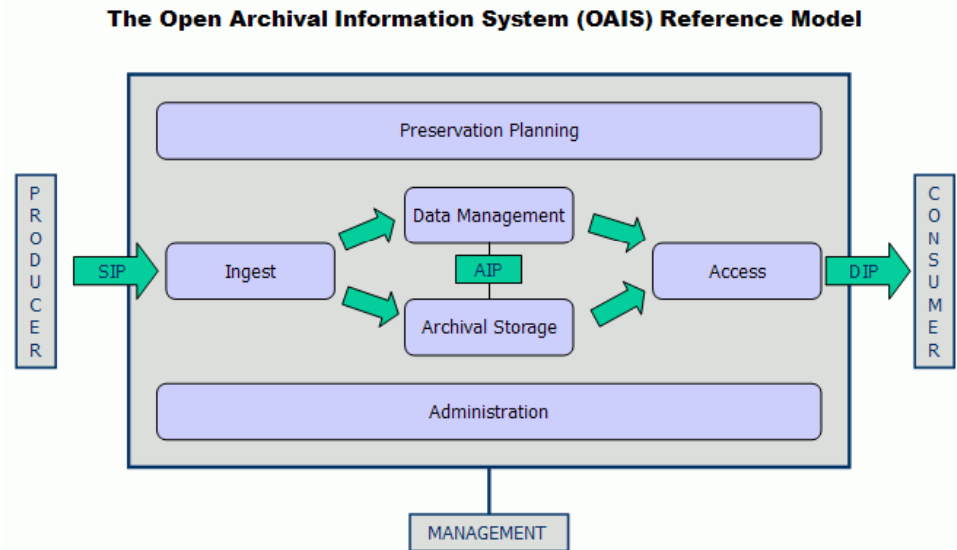 The Open Archival Information System (OAIS) Reference Model
Preservation Planning
PRODUCER
SIP
Ingest
Data Management
AIP
Archival Storage
Access
DIP
CONSUMER
Administration
MANAGEMENT